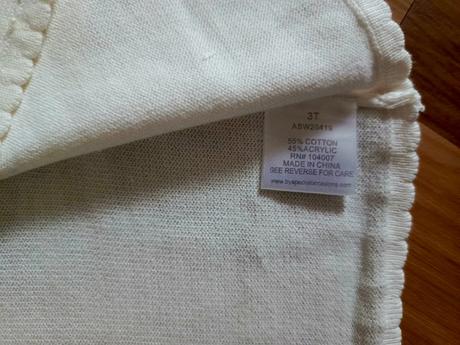 3T
ASW20419
55% COTTON
45%ACRYLIC
RN# 104007
MADE IN CHINA
SEE REVERSE FOR CARE